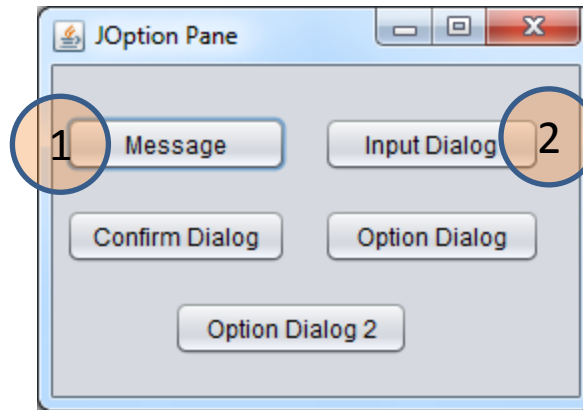 JOption Pane
1 Message Input Dialog 2
Confirm Dialog Option Dialog
Option Dialog 2